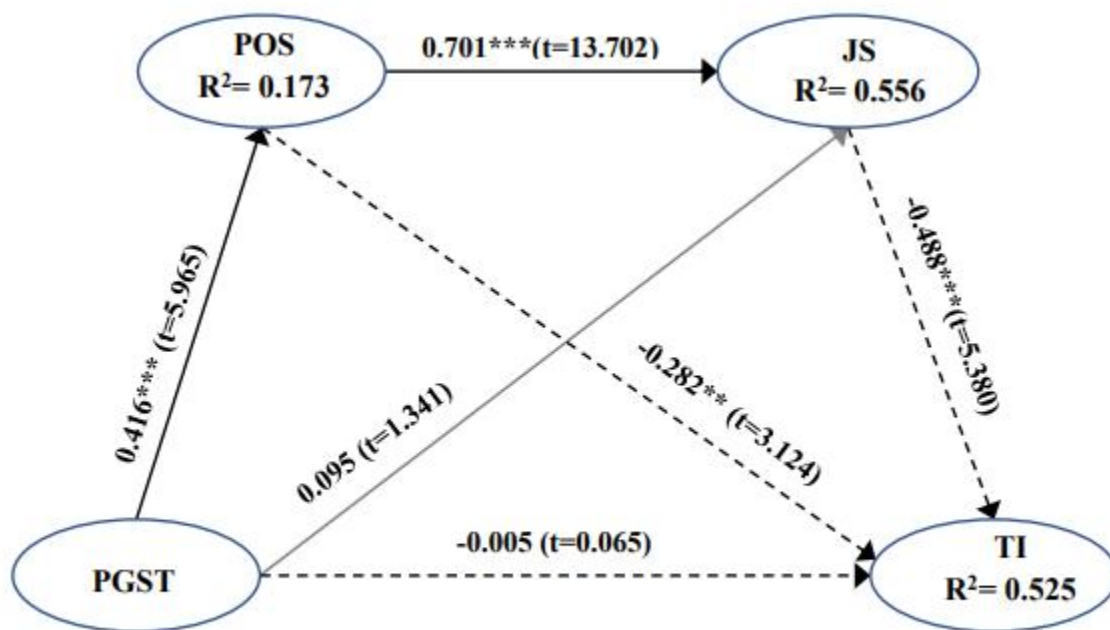 POS
R²= 0.173
0.701***(t=13.702)
JS
R²= 0.556
0.416*** (t=5.965)
0.095 (t=1.341)
-0.282** (t=3.124)
-0.488***(t=5.380)
PGST
-0.005 (t=0.065)
TI
R²= 0.525